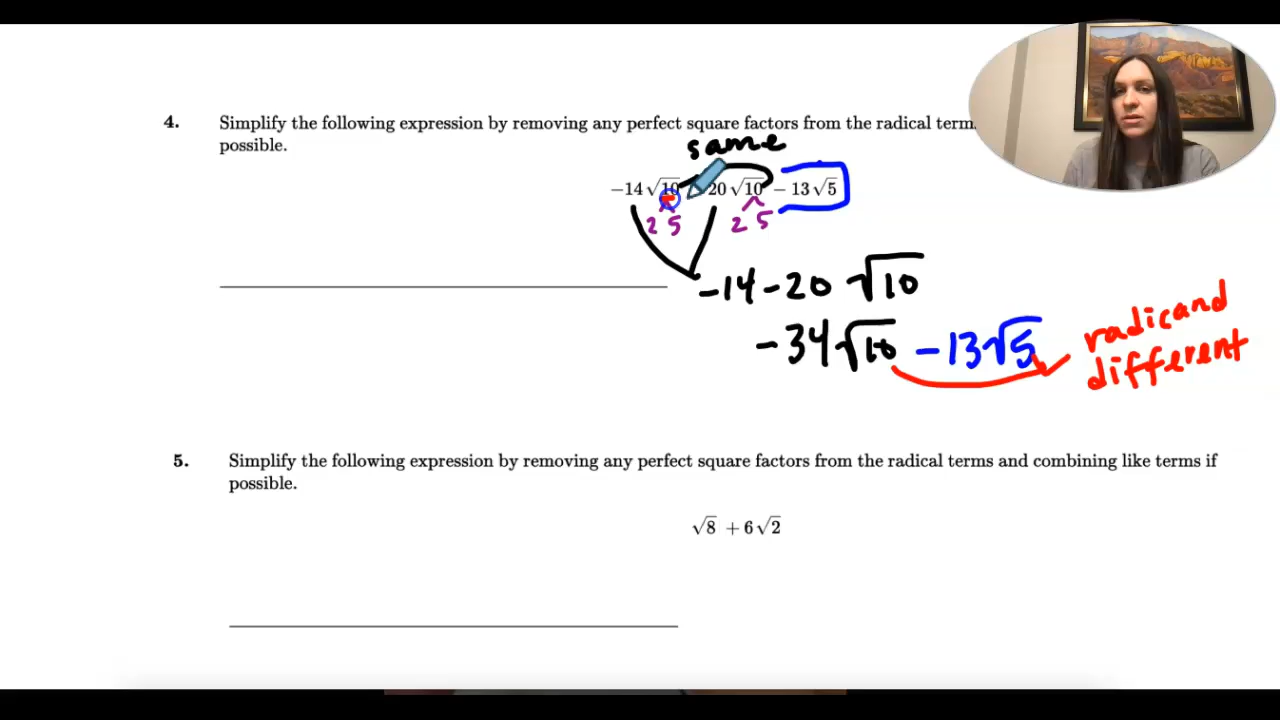 4. Simplify the following expression by removing any perfect square factors from the radical term
possible.
same
−14√10 20√10 − 13√5
2 5 2 5
-14-20 √10
-34√10 -13√5
radicand
different
5. Simplify the following expression by removing any perfect square factors from the radical terms and combining like terms if
possible.
√8 + 6√2